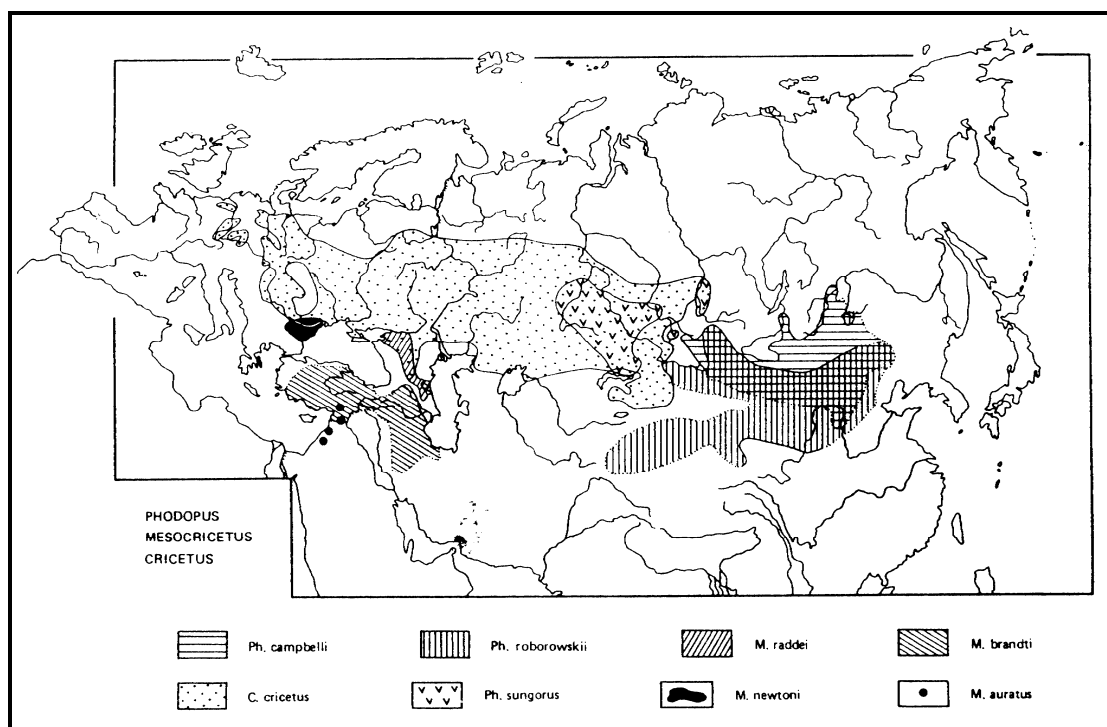 PHODOPUS
MESOCRICETUS
CRICETUS
Ph. campbelli
Ph. roborowskii
M. raddei
M. brandti
C. cricetus
Ph. sungorus
M. newtoni
M. auratus